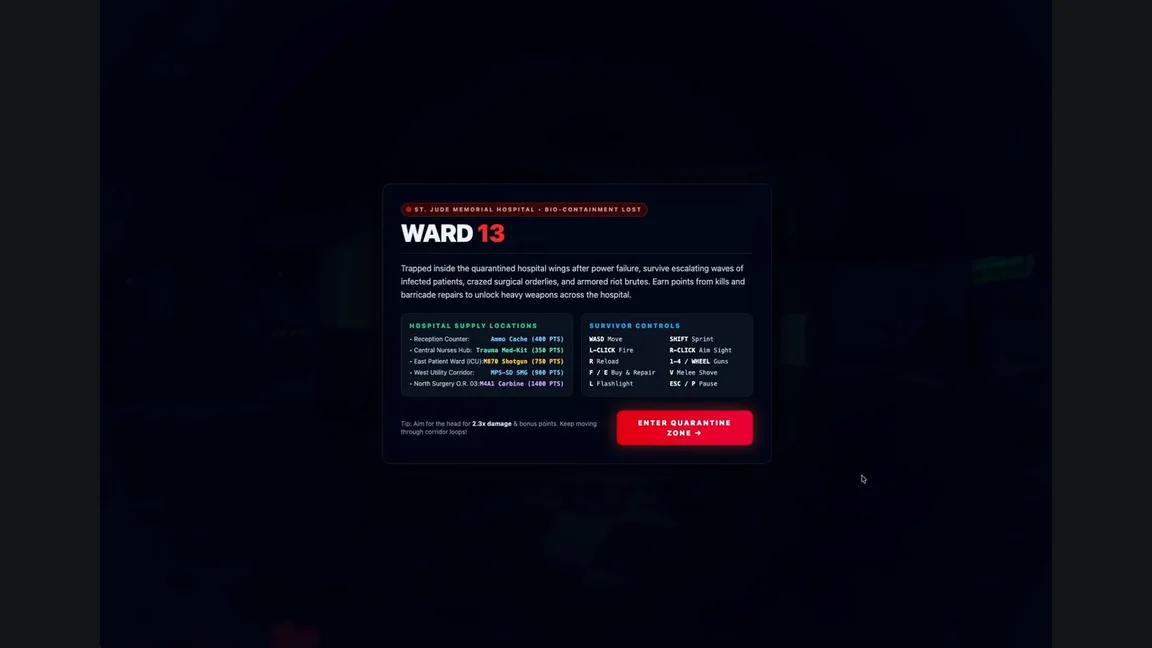 ST. JUDE MEMORIAL HOSPITAL • BIO-CONTAINMENT LOST
WARD 13
Trapped inside the quarantined hospital wings after power failure, survive escalating waves of
infected patients, crazed surgical orderlies, and armored riot brutes. Earn points from kills and
barricade repairs to unlock heavy weapons across the hospital.
HOSPITAL SUPPLY LOCATIONS
• Reception Counter: Ammo Cache (400 PTS)
• Central Nurses Hub: Trauma Med-Kit (350 PTS)
• East Patient Ward (ICU): M870 Shotgun (750 PTS)
• West Utility Corridor: MP5-SD SMG (900 PTS)
• North Surgery O.R. 03: M4A1 Carbine (1400 PTS)
SURVIVOR CONTROLS
WASD Move SHIFT Sprint
L-CLICK Fire R-CLICK Aim Sight
R Reload 1-4 / WHEEL Guns
F / E Buy & Repair V Melee Shove
L Flashlight ESC / P Pause
Tip: Aim for the head for 2.3x damage & bonus points. Keep moving
through corridor loops!
ENTER QUARANTINE
ZONE →